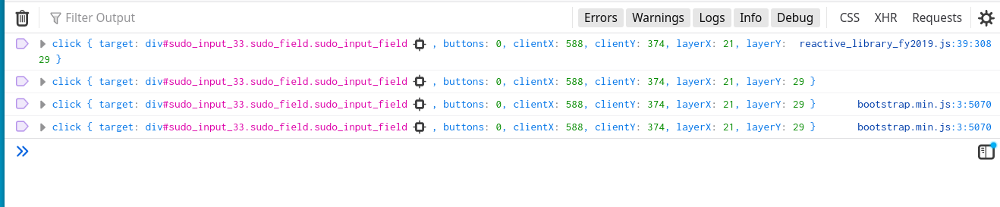 Filter Output Errors Warnings Logs Info Debug CSS XHR Requests
click { target: div#sudo_input_33.sudo_field.sudo_input_field , buttons: 0, clientX: 588, clientY: 374, layerX: 21, layerY: reactive_library_fy2019.js:39:308
29 }
click { target: div#sudo_input_33.sudo_field.sudo_input_field , buttons: 0, clientX: 588, clientY: 374, layerX: 21, layerY: 29 }
click { target: div#sudo_input_33.sudo_field.sudo_input_field , buttons: 0, clientX: 588, clientY: 374, layerX: 21, layerY: 29 } bootstrap.min.js:3:5070
click { target: div#sudo_input_33.sudo_field.sudo_input_field , buttons: 0, clientX: 588, clientY: 374, layerX: 21, layerY: 29 } bootstrap.min.js:3:5070